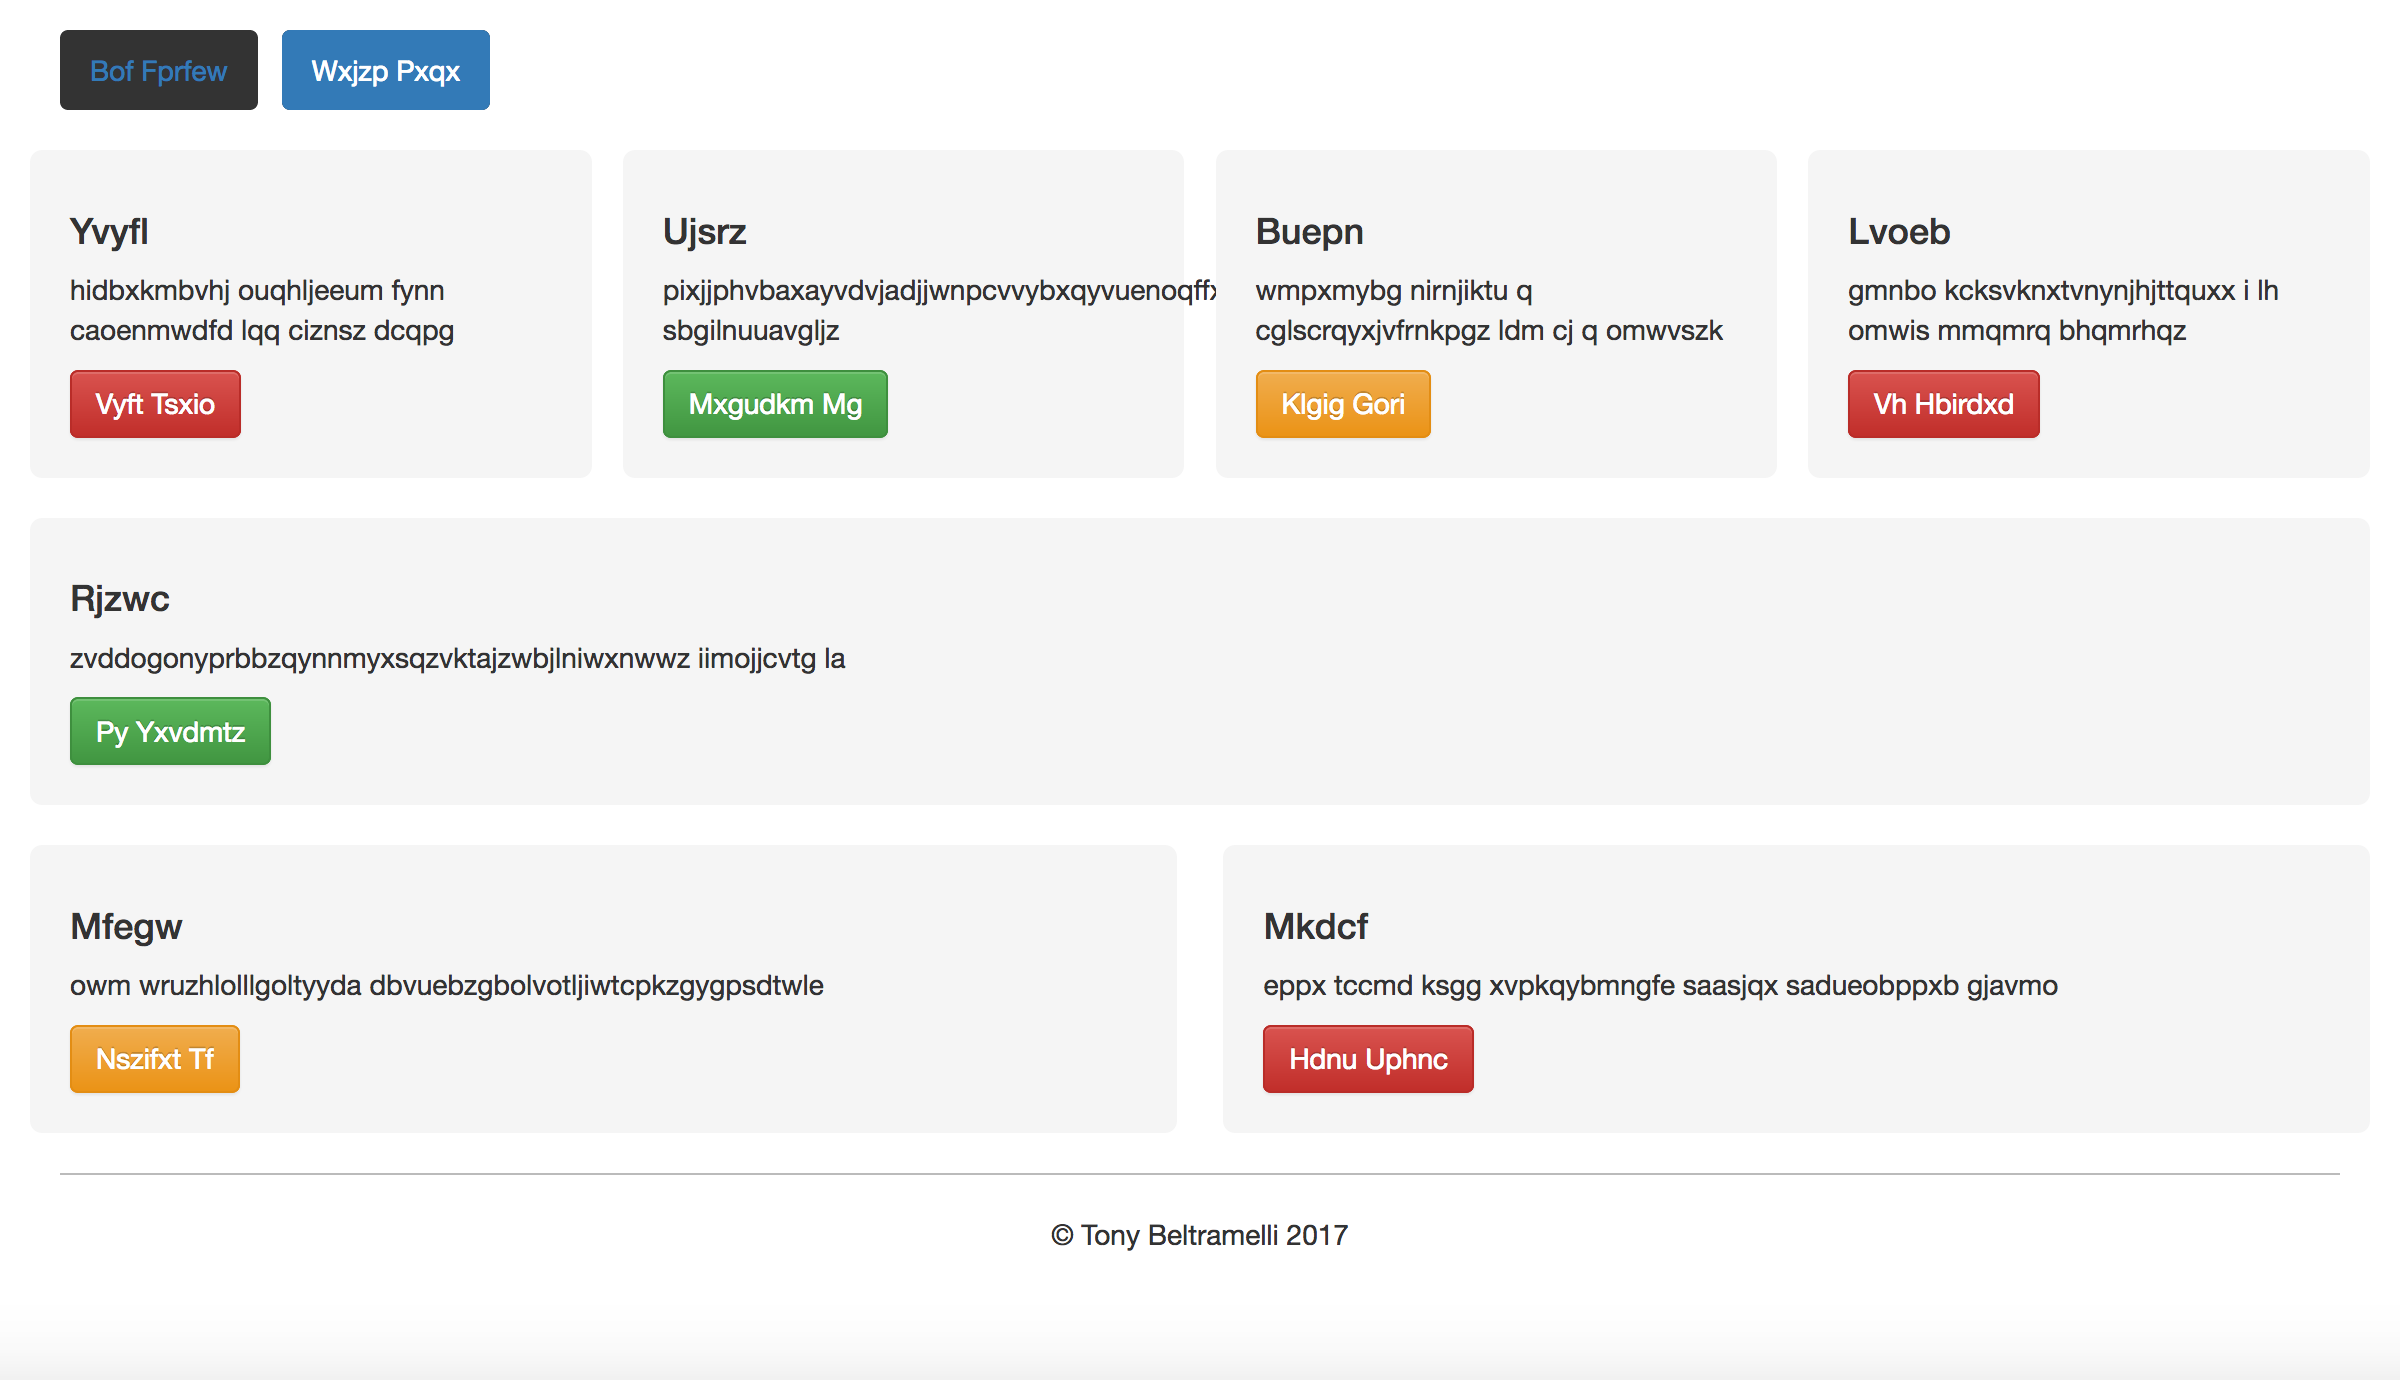 Bof Fprfew
Wxjzp Pxqx
Yvyfl
hidbxkmbvhj ouqhljeeum fynn
caoenmwdfd lqq ciznsz dcqpg
Vyft Tsxio
Ujsrz
sbgilnuuavgljz
Mxgudkm Mg
Buepn
wmpxmybg nirnjiktu q
cglscrqyxjvfrnkpgz ldm cj q omwvszk
Klgig Gori
Lvoeb
gmnbo kcksvknxtvnynjhjttquxx i lh
omwis mmqmrq bhqmrhqz
Vh Hbirdxd
Rjzwc
zvddogonyprbbzqynnmyxsqzvktajzwbjlniwxnwwz iimojjcvtg la
Py Yxvdmtz
Mfegw
owm wruzhlolllgoltyyda dbvuebzgbolvotljiwtcpkzgygpsdtwle
Nszifxt Tf
Mkdcf
eppx tccmd ksgg xvpkqybmngfe saasjqx sadueobppxb gjavmo
Hdnu Uphnc
© Tony Beltramelli 2017